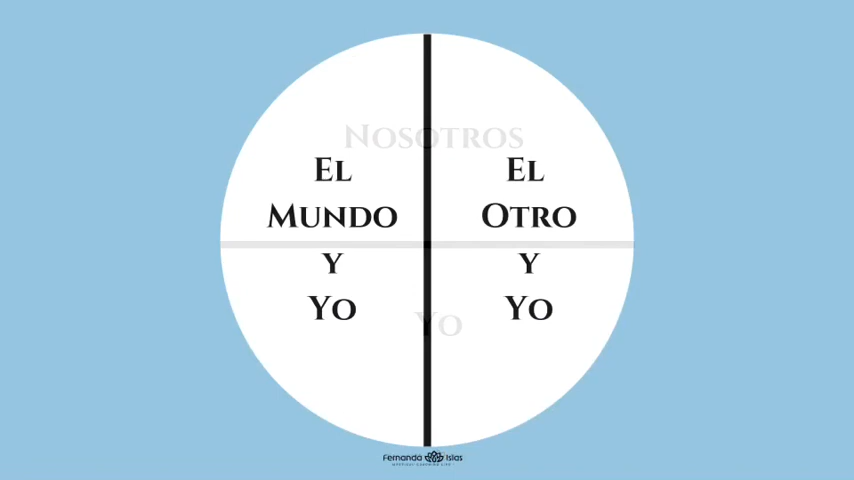 Nosotros
El Mundo y Yo
El Otro y Yo
Yo
Fernanda Islas